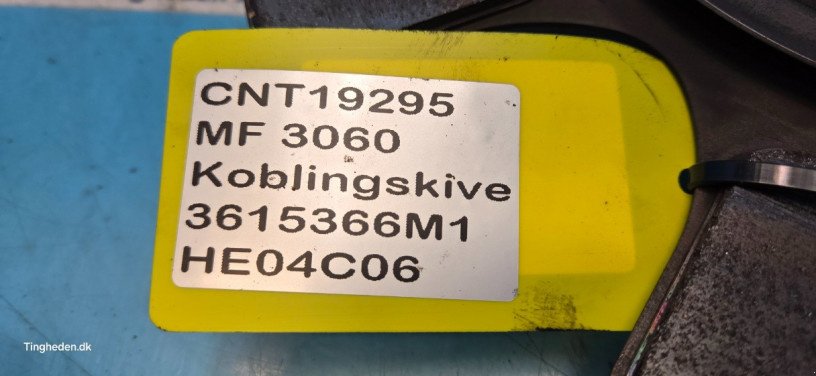 CNT19295
MF 3060
Koblingskive
3615366M1
HE04C06
Tingheden.dk